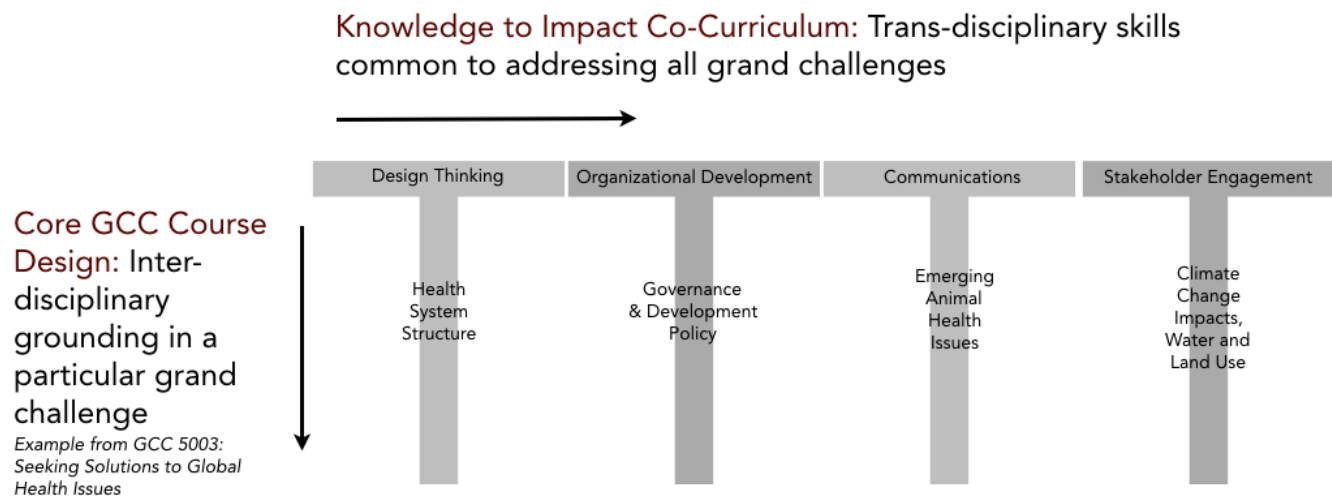 Knowledge to Impact Co-Curriculum: Trans-disciplinary skills
common to addressing all grand challenges
Design Thinking
Organizational Development
Communications
Stakeholder Engagement
Core GCC Course
Design: Inter-
disciplinary
grounding in a
particular grand
challenge
Example from GCC 5003:
Seeking Solutions to Global
Health Issues
Health
System
Structure
Governance
& Development
Policy
Emerging
Animal
Health
Issues
Climate
Change
Impacts,
Water and
Land Use